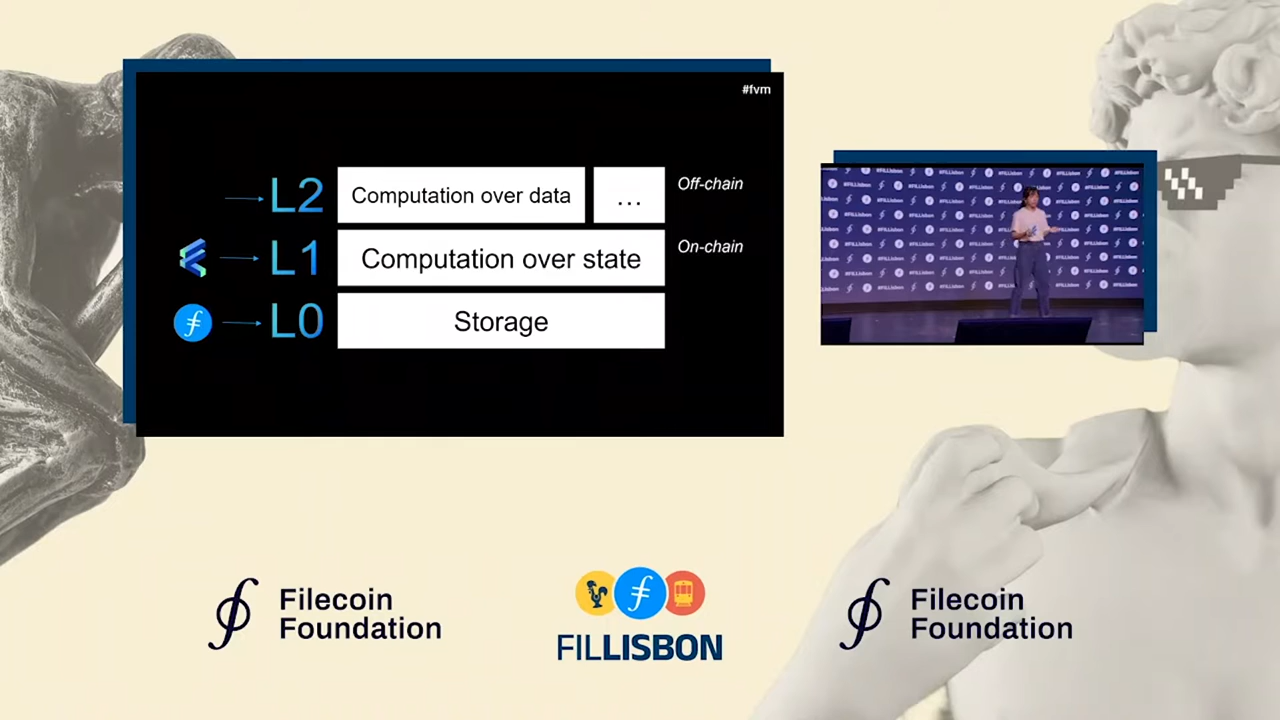 #fvm
L2
Computation over data
...
Off-chain
L1
Computation over state
On-chain
L0
Storage
#FILLisbon
Filecoin
Foundation
FILLISBON
Filecoin
Foundation